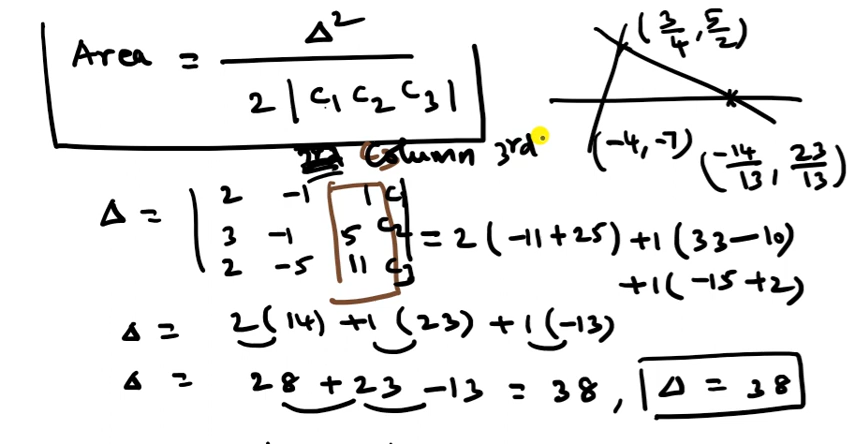 Area = Δ² / 2 |C₁ C₂ C₃|
(3/4, 5/2)
(-4, -7) (-14/13, 23/13)
Column 3rd
Δ = | 2 -1 1 C₁ |
| 3 -1 5 C₂ | = 2(-11+25) +1(33-10)
| 2 -5 11 C₃ |
+1(-15+2)
Δ = 2(14) +1(23) +1(-13)
Δ = 28 + 23 -13 = 38, Δ = 38